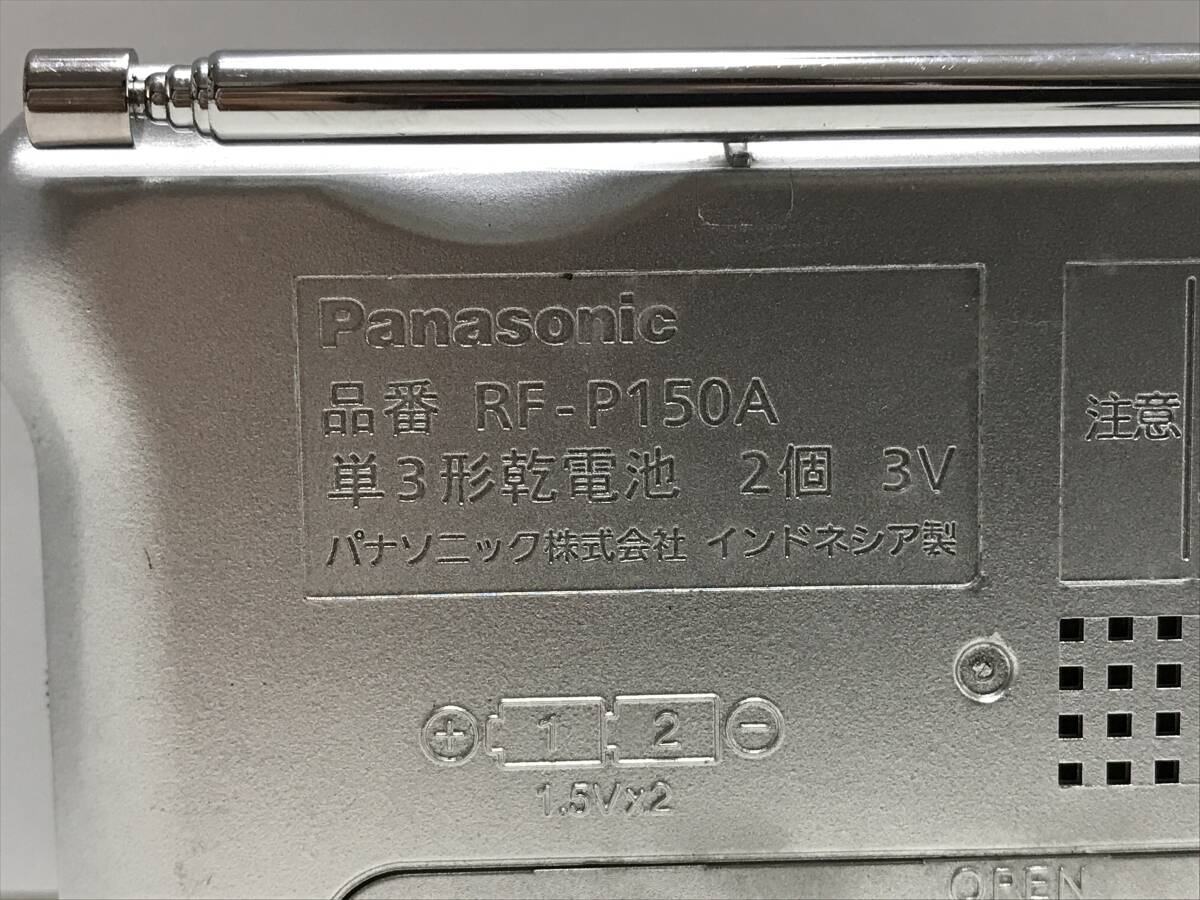 Panasonic
品番 RF-P150A
単3形乾電池 2個 3V
パナソニック株式会社 インドネシア製
注意
+ 1 2 -
1.5V×2
OPEN